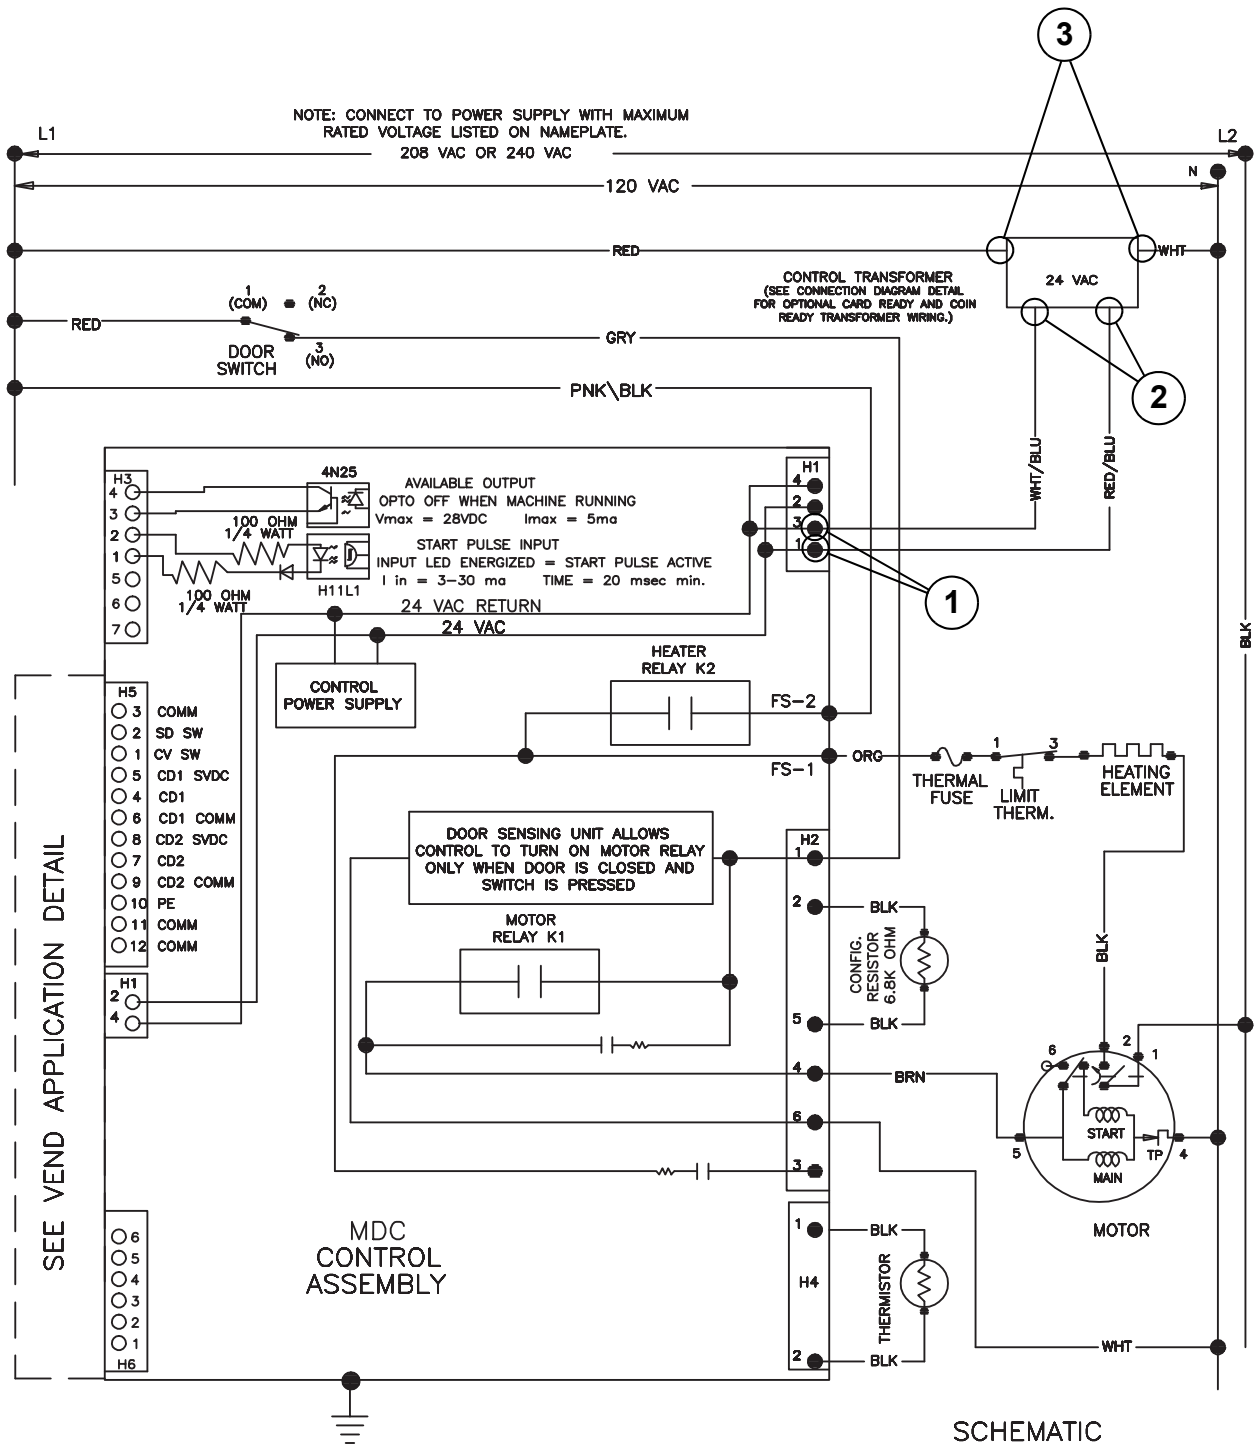 3
NOTE: CONNECT TO POWER SUPPLY WITH MAXIMUM
RATED VOLTAGE LISTED ON NAMEPLATE.
L1
208 VAC OR 240 VAC
L2
N
120 VAC
RED
WHT
24 VAC
CONTROL TRANSFORMER
(SEE CONNECTION DIAGRAM DETAIL
FOR OPTIONAL CARD READY AND COIN
READY TRANSFORMER WIRING.)
1
(COM)
2
(NC)
RED
3
(NO)
DOOR
SWITCH
GRY
2
PNK\BLK
WHT/BLU
RED/BLU
H3
4
3
2
1
5
6
7
4N25
AVAILABLE OUTPUT
OPTO OFF WHEN MACHINE RUNNING
Vmax = 28VDC Imax = 5ma
100 OHM
1/4 WATT
START PULSE INPUT
INPUT LED ENERGIZED = START PULSE ACTIVE
I in = 3-30 ma TIME = 20 msec min.
H11L1
100 OHM
1/4 WATT
H1
4
2
3
1
1
24 VAC RETURN
24 VAC
CONTROL
POWER SUPPLY
HEATER
RELAY K2
FS-2
FS-1
ORG
THERMAL
FUSE
1
3
LIMIT
THERM.
HEATING
ELEMENT
BLK
H5
3 COMM
2 SD SW
1 CV SW
5 CD1 5VDC
4 CD1
6 CD1 COMM
8 CD2 5VDC
7 CD2
9 CD2 COMM
10 PE
11 COMM
12 COMM
H1
2
4
SEE VEND APPLICATION DETAIL
DOOR SENSING UNIT ALLOWS
CONTROL TO TURN ON MOTOR RELAY
ONLY WHEN DOOR IS CLOSED AND
SWITCH IS PRESSED
MOTOR
RELAY K1
H2
1
2
5
4
6
3
BLK
CONFIG.
RESISTOR
6.8K OHM
BLK
BRN
BLK
6
2
1
START
MAIN
TP
5
4
MOTOR
MDC
CONTROL
ASSEMBLY
6
5
4
3
2
1
H6
1
H4
2
BLK
THERMISTOR
BLK
WHT
SCHEMATIC